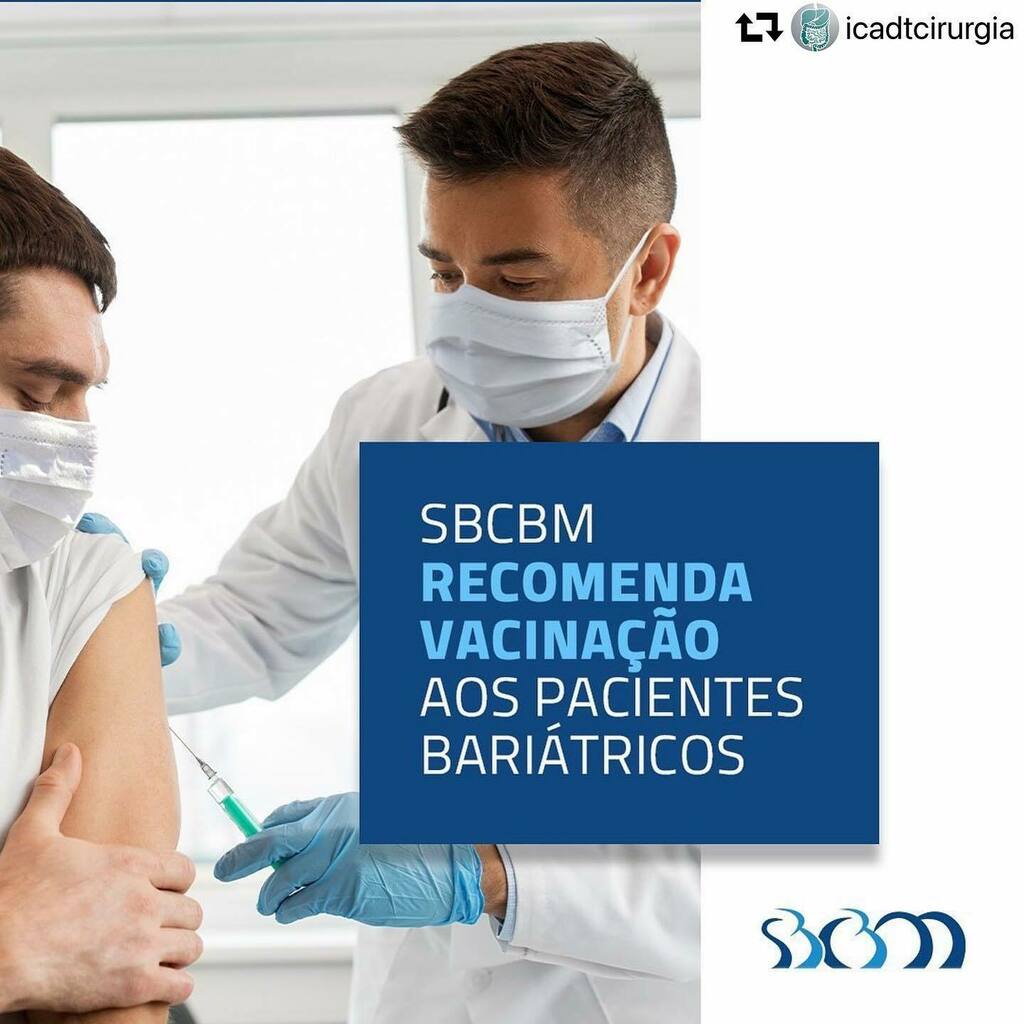 icadtcirurgia
SBCBM
RECOMENDA
VACINAÇÃO
AOS PACIENTES
BARIÁTRICOS
SBCBM